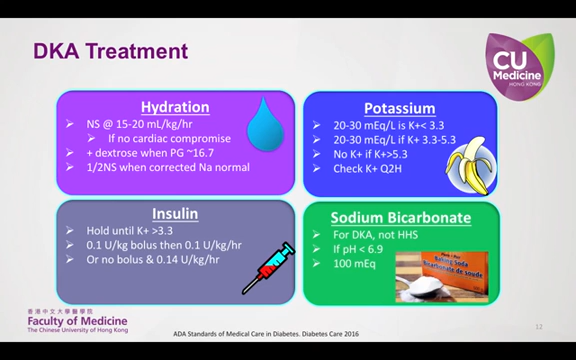 DKA Treatment
CU
Medicine
HONG KONG
Hydration
NS @ 15-20 mL/kg/hr
If no cardiac compromise
+ dextrose when PG ~16.7
1/2NS when corrected Na normal
Potassium
20-30 mEq/L is K+< 3.3
20-30 mEq/L if K+ 3.3-5.3
No K+ if K+>5.3
Check K+ Q2H
Insulin
Hold until K+ >3.3
0.1 U/kg bolus then 0.1 U/kg/hr
Or no bolus & 0.14 U/kg/hr
Sodium Bicarbonate
For DKA, not HHS
If pH < 6.9
100 mEq
Baking Soda
Bicarbonate de soude
香港中文大學醫學院
Faculty of Medicine
The Chinese University of Hong Kong
ADA Standards of Medical Care in Diabetes. Diabetes Care 2016
12